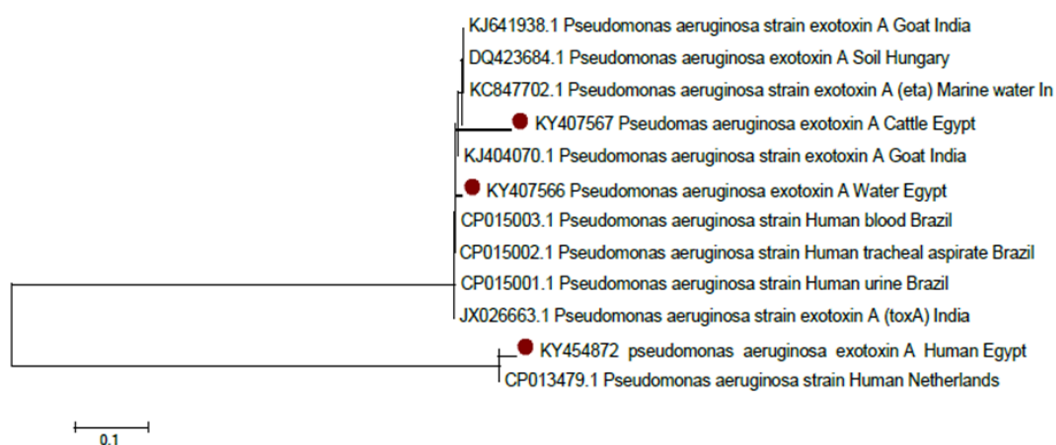 KJ641938.1 Pseudomonas aeruginosa strain exotoxin A Goat India
DQ423684.1 Pseudomonas aeruginosa exotoxin A Soil Hungary
KC847702.1 Pseudomonas aeruginosa strain exotoxin A (eta) Marine water In
KY407567 Pseudomas aeruginosa exotoxin A Cattle Egypt
KJ404070.1 Pseudomonas aeruginosa strain exotoxin A Goat India
KY407566 Pseudomonas aeruginosa exotoxin A Water Egypt
CP015003.1 Pseudomonas aeruginosa strain Human blood Brazil
CP015002.1 Pseudomonas aeruginosa strain Human tracheal aspirate Brazil
CP015001.1 Pseudomonas aeruginosa strain Human urine Brazil
JX026663.1 Pseudomonas aeruginosa strain exotoxin A (toxA) India
KY454872 pseudomonas aeruginosa exotoxin A Human Egypt
CP013479.1 Pseudomonas aeruginosa strain Human Netherlands
0.1